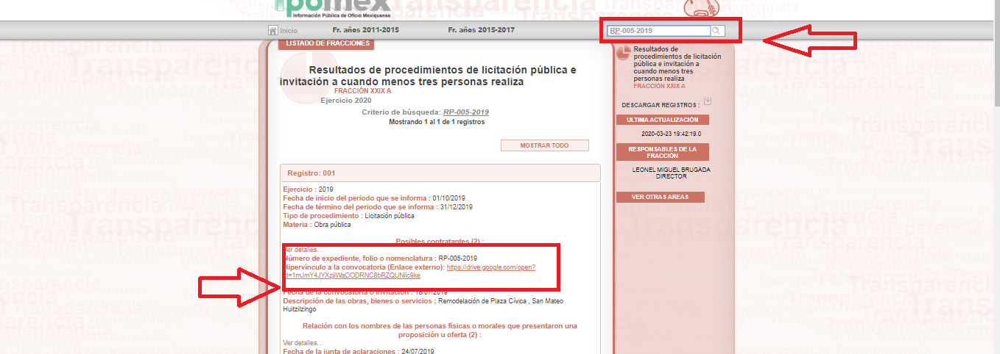 ipomex
Información Pública de Oficio Mexiquense
Inicio
Fr. años 2011-2015
Fr. años 2015-2017
RP-005-2019
LISTADO DE FRACCIONES
Resultados de procedimientos de licitación pública e
invitación a cuando menos tres personas realiza
FRACCIÓN XXIX A
Ejercicio 2020
Criterio de búsqueda: RP-005-2019
Mostrando 1 al 1 de 1 registros
MOSTRAR TODO
Registro: 001
Ejercicio : 2019
Fecha de inicio del periodo que se informa : 01/10/2019
Fecha de término del periodo que se informa : 31/12/2019
Tipo de procedimiento : Licitación pública
Materia : Obra pública
Posibles contratantes (2) :
Ver detalles...
Número de expediente, folio o nomenclatura : RP-005-2019
Hipervínculo a la convocatoria (Enlace externo): https://drive.google.com/open?
id=1mJmY4JYXzjiWaOODRNC8bRZQUNiic9ke
Fecha de la convocatoria o invitación : 18/07/2019
Descripción de las obras, bienes o servicios : Remodelación de Plaza Cívica , San Mateo
Huitzilzingo
Relación con los nombres de las personas físicas o morales que presentaron una
proposición u oferta (2) :
Ver detalles...
Fecha de la junta de aclaraciones : 24/07/2019
Resultados de
procedimientos de licitación
pública e invitación a
cuando menos tres
personas realiza
FRACCIÓN XXIX A
DESCARGAR REGISTROS :
ULTIMA ACTUALIZACIÓN
2020-03-23 19:42:19.0
RESPONSABLES DE LA
FRACCIÓN
LEONEL MIGUEL BRUGADA
DIRECTOR
VER OTRAS AREAS